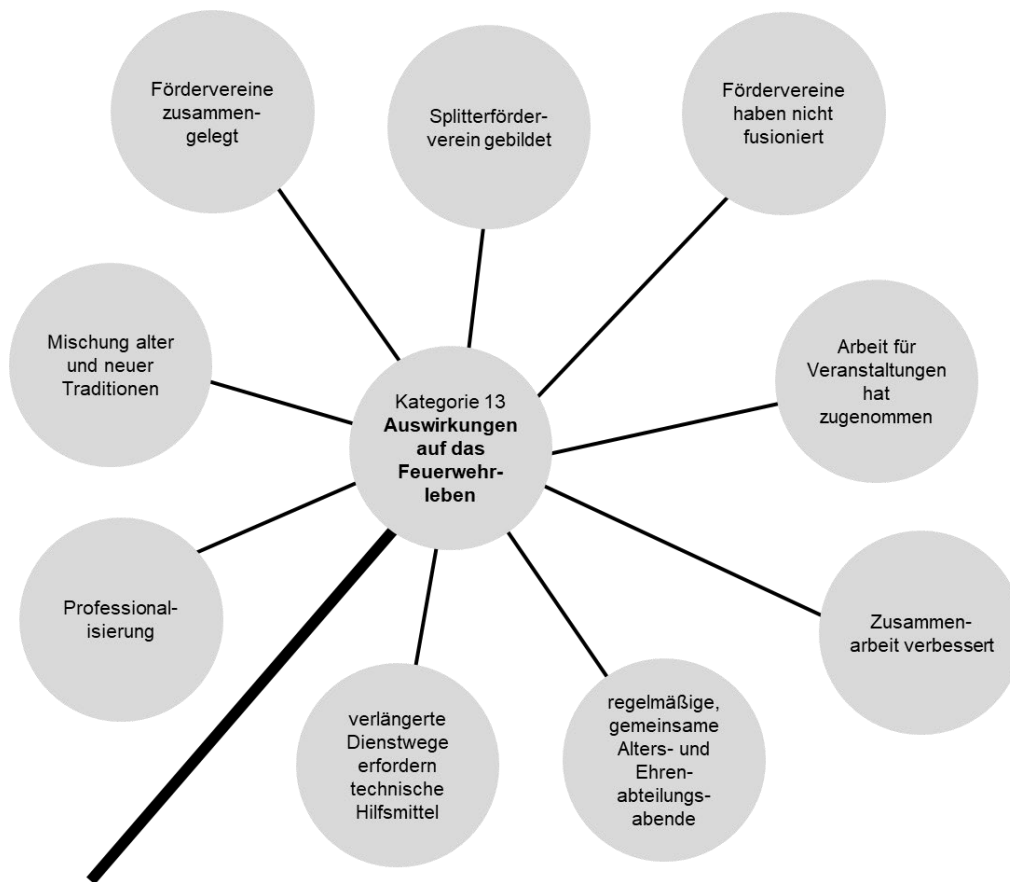 Fördervereine
zusammen-
gelegt
Splitterförder-
verein gebildet
Fördervereine
haben nicht
fusioniert
Mischung alter
und neuer
Traditionen
Kategorie 13
Auswirkungen
auf das
Feuerwehr-
leben
Arbeit für
Veranstaltungen
hat
zugenommen
Professional-
isierung
Zusammen-
arbeit verbessert
verlängerte
Dienstwege
erfordern
technische
Hilfsmittel
regelmäßige,
gemeinsame
Alters- und
Ehren-
abteilungs-
abende